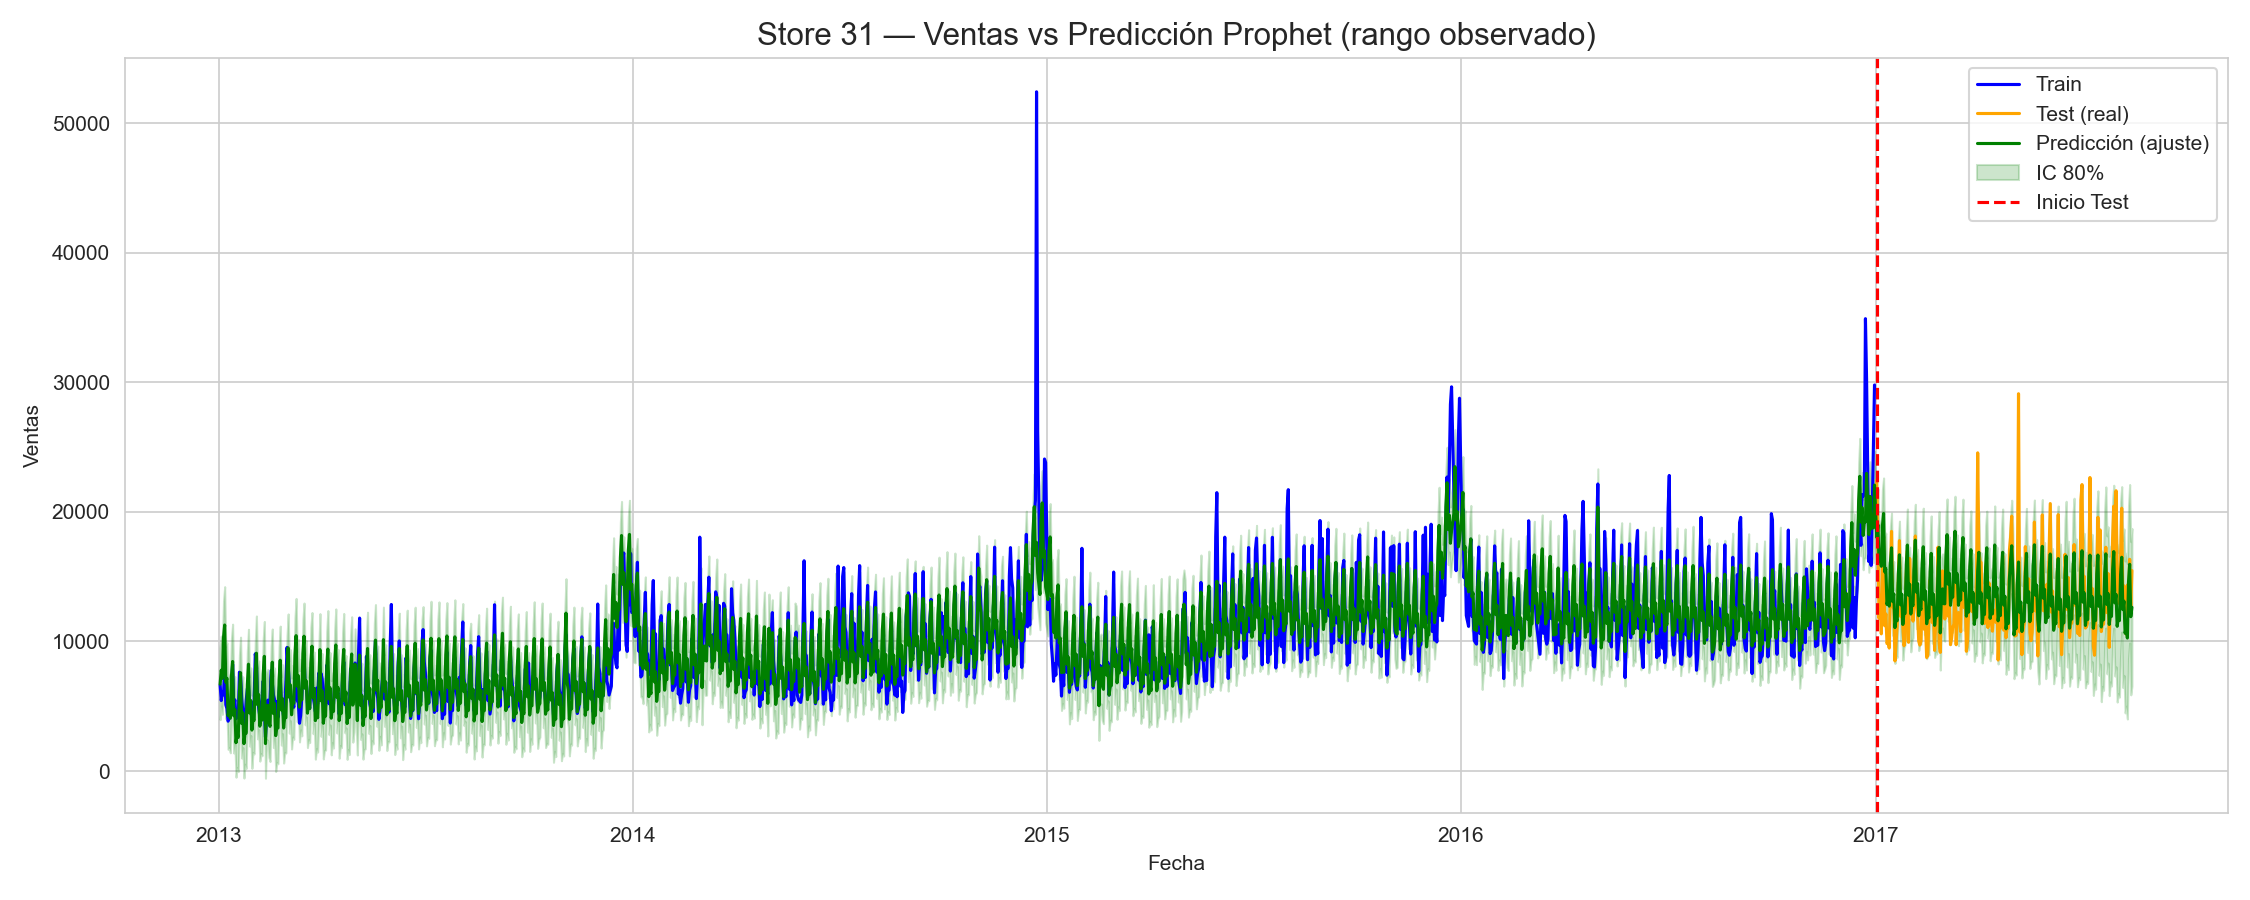 Store 31 — Ventas vs Predicción Prophet (rango observado)
Train
Test (real)
Predicción (ajuste)
IC 80%
Inicio Test
Ventas
50000
40000
30000
20000
10000
0
2013
2014
2015
2016
2017
Fecha